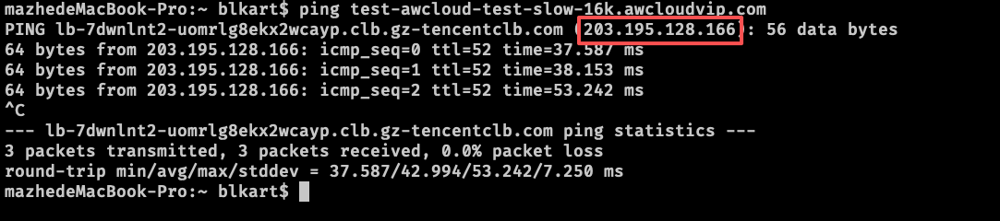 mazhedeMacBook-Pro:~ blkart$ ping test-awcloud-test-slow-16k.awcloudvip.com
PING lb-7dwnlnt2-uomrlg8ekx2wcayp.clb.gz-tencentclb.com (203.195.128.166): 56 data bytes
64 bytes from 203.195.128.166: icmp_seq=0 ttl=52 time=37.587 ms
64 bytes from 203.195.128.166: icmp_seq=1 ttl=52 time=38.153 ms
64 bytes from 203.195.128.166: icmp_seq=2 ttl=52 time=53.242 ms
^C
--- lb-7dwnlnt2-uomrlg8ekx2wcayp.clb.gz-tencentclb.com ping statistics ---
3 packets transmitted, 3 packets received, 0.0% packet loss
round-trip min/avg/max/stddev = 37.587/42.994/53.242/7.250 ms
mazhedeMacBook-Pro:~ blkart$